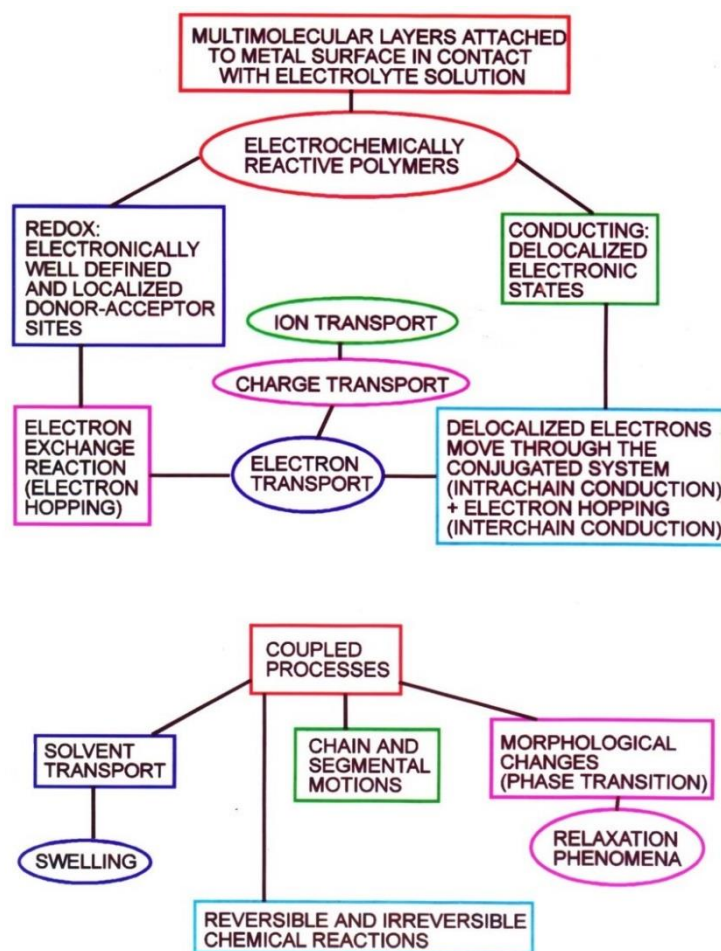 MULTIMOLECULAR LAYERS ATTACHED
TO METAL SURFACE IN CONTACT
WITH ELECTROLYTE SOLUTION
ELECTROCHEMICALLY
REACTIVE POLYMERS
REDOX:
ELECTRONICALLY
WELL DEFINED
AND LOCALIZED
DONOR-ACCEPTOR
SITES
CONDUCTING:
DELOCALIZED
ELECTRONIC
STATES
ION TRANSPORT
CHARGE TRANSPORT
ELECTRON
EXCHANGE
REACTION
(ELECTRON
HOPPING)
ELECTRON
TRANSPORT
DELOCALIZED ELECTRONS
MOVE THROUGH THE
CONJUGATED SYSTEM
(INTRACHAIN CONDUCTION)
+ ELECTRON HOPPING
(INTERCHAIN CONDUCTION)
COUPLED
PROCESSES
SOLVENT
TRANSPORT
CHAIN AND
SEGMENTAL
MOTIONS
MORPHOLOGICAL
CHANGES
(PHASE TRANSITION)
SWELLING
RELAXATION
PHENOMENA
REVERSIBLE AND IRREVERSIBLE
CHEMICAL REACTIONS